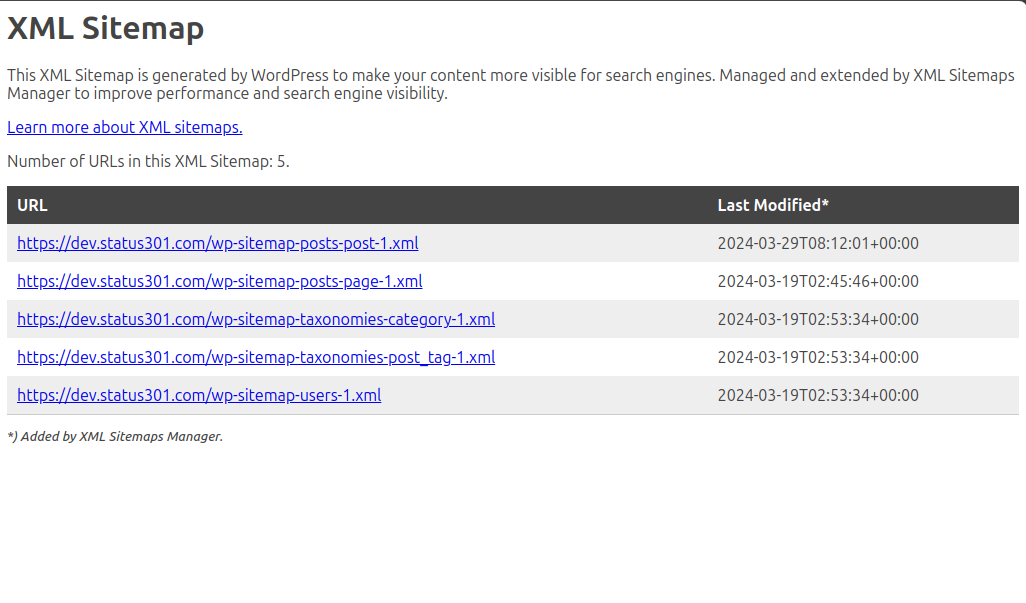 XML Sitemap
This XML Sitemap is generated by WordPress to make your content more visible for search engines. Managed and extended by XML Sitemaps
Manager to improve performance and search engine visibility.
Learn more about XML sitemaps.
Number of URLs in this XML Sitemap: 5.
URL Last Modified*
https://dev.status301.com/wp-sitemap-posts-post-1.xml 2024-03-29T08:12:01+00:00
https://dev.status301.com/wp-sitemap-posts-page-1.xml 2024-03-19T02:45:46+00:00
https://dev.status301.com/wp-sitemap-taxonomies-category-1.xml 2024-03-19T02:53:34+00:00
https://dev.status301.com/wp-sitemap-taxonomies-post_tag-1.xml 2024-03-19T02:53:34+00:00
https://dev.status301.com/wp-sitemap-users-1.xml 2024-03-19T02:53:34+00:00
*) Added by XML Sitemaps Manager.